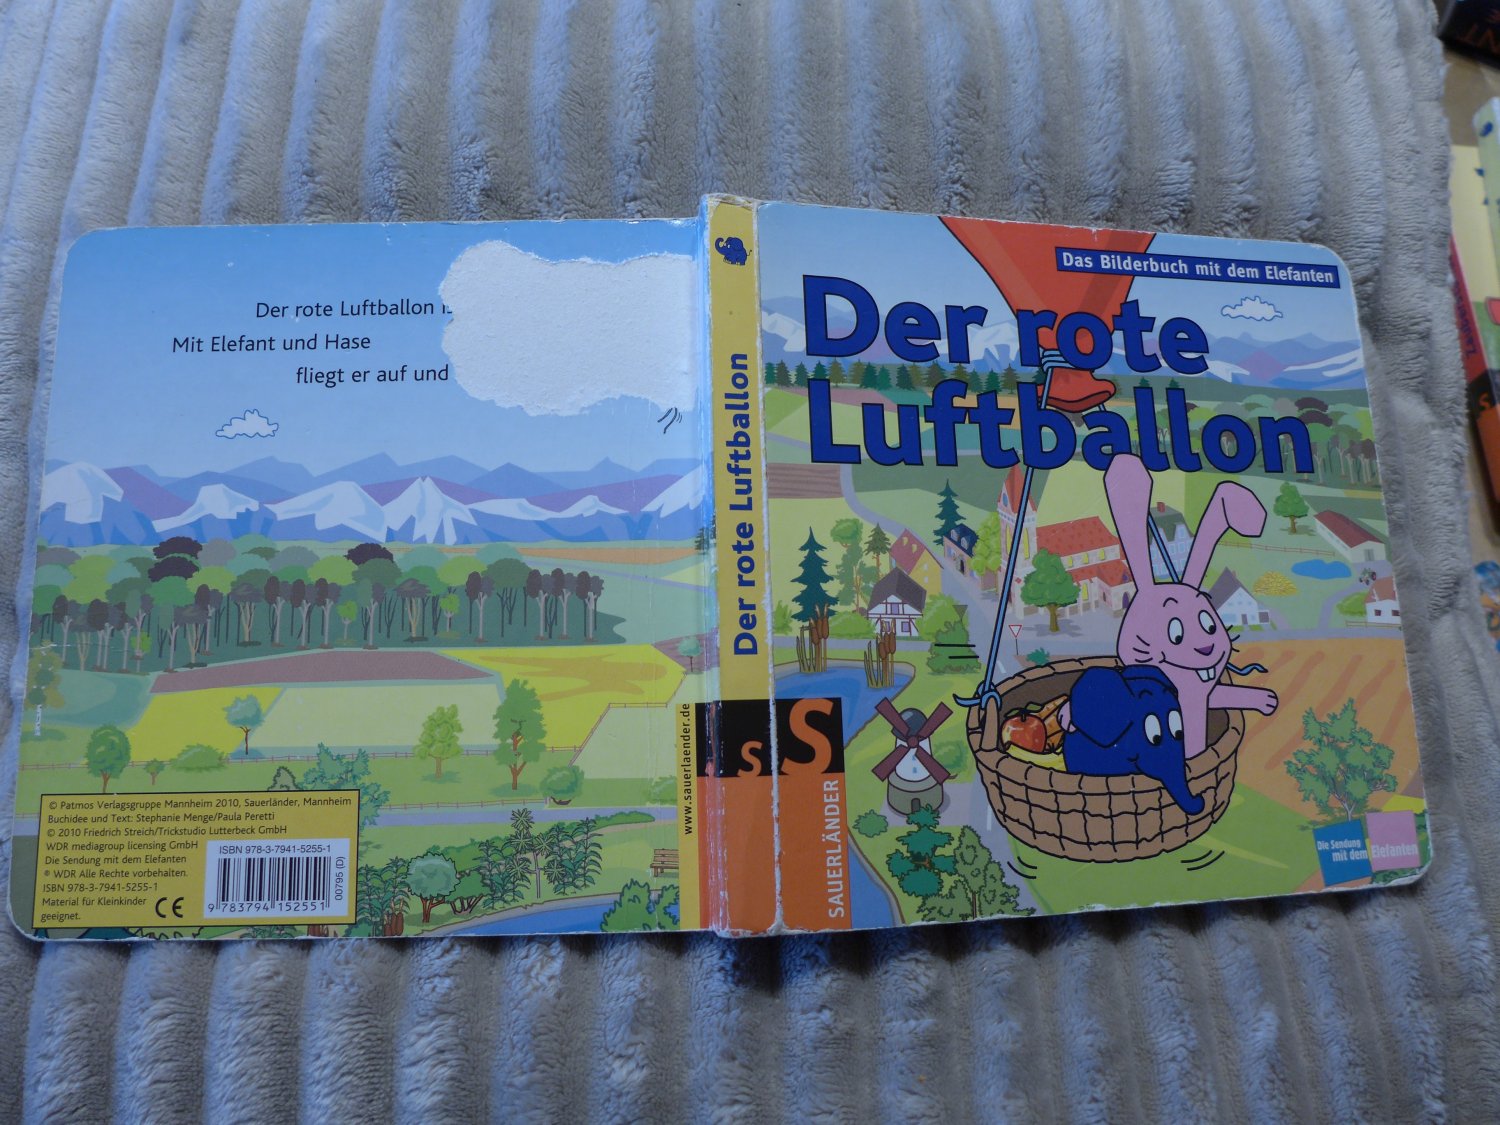 Der rote Luftballon
Mit Elefant und Hase
fliegt er auf und
© Patmos Verlagsgruppe Mannheim 2010, Sauerländer, Mannheim
Buchidee und Text: Stephanie Menge/Paula Peretti
© 2010 Friedrich Streich/Trickstudio Lutterbeck GmbH
WDR mediagroup licensing GmbH
Die Sendung mit dem Elefanten
® WDR Alle Rechte vorbehalten.
ISBN 978-3-7941-5255-1
Material für Kleinkinder
geeignet.
CE
ISBN 978-3-7941-5255-1
9 783794 152551
00795 (D)
www.sauerlaender.de
Der rote Luftballon
S
Das Bilderbuch mit dem Elefanten
Der rote
Luftballon
S
SAUERLÄNDER
Die Sendung
mit dem Elefanten